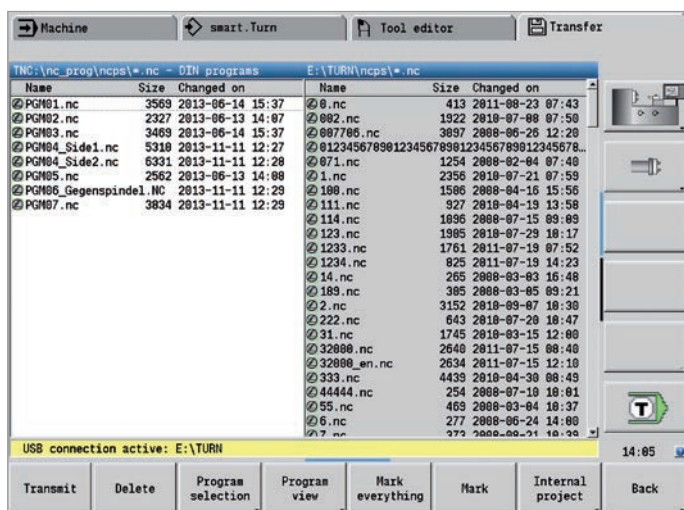 Machine
smart.Turn
Tool editor
Transfer
TNC:\nc_prog\ncps\*.nc - DIN programs
Name Size Changed on
PGM01.nc 3569 2013-06-14 15:37
PGM02.nc 2327 2013-06-13 14:07
PGM03.nc 3469 2013-06-14 15:37
PGM04_Side1.nc 5310 2013-11-11 12:27
PGM04_Side2.nc 6331 2013-11-11 12:28
PGM05.nc 2562 2013-06-13 14:08
PGM06_Gegenspindel.NC 2013-11-11 12:29
PGM07.nc 3834 2013-11-11 12:29
E:\TURN\ncps\*.nc
Name Size Changed on
0.nc 413 2011-08-23 07:43
002.nc 1922 2010-07-08 07:50
007706.nc 3097 2008-06-26 12:20
012345678901234567890123456789012345678...
071.nc 1254 2008-02-04 07:40
1.nc 2356 2010-07-21 07:59
100.nc 1506 2008-04-16 15:56
111.nc 927 2010-04-19 13:58
114.nc 1096 2008-07-15 09:09
123.nc 1905 2010-07-29 10:17
1233.nc 1761 2011-07-19 07:52
1234.nc 825 2011-07-19 14:23
14.nc 265 2008-03-03 16:48
189.nc 305 2008-03-05 09:21
2.nc 3152 2010-09-07 10:30
222.nc 643 2010-07-20 10:47
31.nc 1745 2010-03-15 12:00
32000.nc 2640 2011-07-15 08:40
32000_en.nc 2634 2011-07-15 12:10
333.nc 4439 2010-04-30 08:49
44444.nc 254 2008-07-10 10:01
55.nc 469 2008-03-04 10:37
6.nc 277 2008-06-24 14:00
7.nc 373 2008-08-21 10:39
USB connection active: E:\TURN
T
14:05
Transmit
Delete
Program selection
Program view
Mark everything
Mark
Internal project
Back